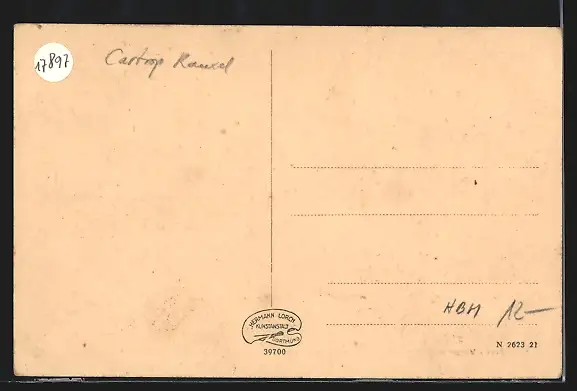 17897
Castrop Rauxel
HERMANN LORCH
KUNSTANSTALT
DORTMUND
39700
HBM 12-
N 2623 21